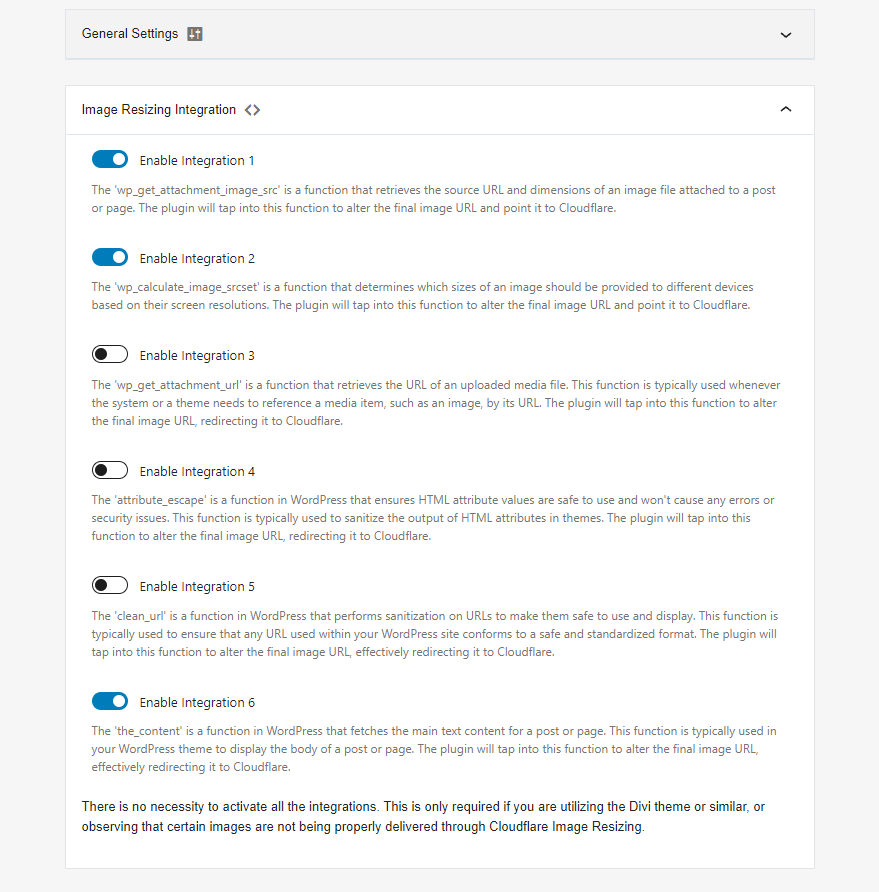 General Settings
Image Resizing Integration
Enable Integration 1
The 'wp_get_attachment_image_src' is a function that retrieves the source URL and dimensions of an image file attached to a post
or page. The plugin will tap into this function to alter the final image URL and point it to Cloudflare.
Enable Integration 2
The 'wp_calculate_image_srcset' is a function that determines which sizes of an image should be provided to different devices
based on their screen resolutions. The plugin will tap into this function to alter the final image URL and point it to Cloudflare.
Enable Integration 3
The 'wp_get_attachment_url' is a function that retrieves the URL of an uploaded media file. This function is typically used whenever
the system or a theme needs to reference a media item, such as an image, by its URL. The plugin will tap into this function to alter
the final image URL, redirecting it to Cloudflare.
Enable Integration 4
The 'attribute_escape' is a function in WordPress that ensures HTML attribute values are safe to use and won't cause any errors or
security issues. This function is typically used to sanitize the output of HTML attributes in themes. The plugin will tap into this
function to alter the final image URL, redirecting it to Cloudflare.
Enable Integration 5
The 'clean_url' is a function in WordPress that performs sanitization on URLs to make them safe to use and display. This function is
typically used to ensure that any URL used within your WordPress site conforms to a safe and standardized format. The plugin will
tap into this function to alter the final image URL, effectively redirecting it to Cloudflare.
Enable Integration 6
The 'the_content' is a function in WordPress that fetches the main text content for a post or page. This function is typically used in
your WordPress theme to display the body of a post or page. The plugin will tap into this function to alter the final image URL,
effectively redirecting it to Cloudflare.
There is no necessity to activate all the integrations. This is only required if you are utilizing the Divi theme or similar, or
observing that certain images are not being properly delivered through Cloudflare Image Resizing.